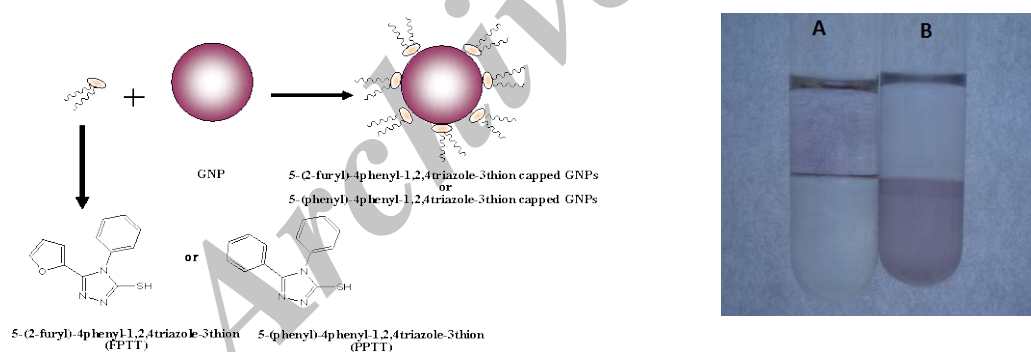 A B
+
GNP
5-(2-furyl)-4phenyl-1,2,4triazole-3thion capped GNPs
or
5-(phenyl)-4phenyl-1,2,4triazole-3thion capped GNPs
or
O N N N SH
N N N SH
5-(2-furyl)-4phenyl-1,2,4triazole-3thion
(FPTT)
5-(phenyl)-4phenyl-1,2,4triazole-3thion
(PPTT)
Archive